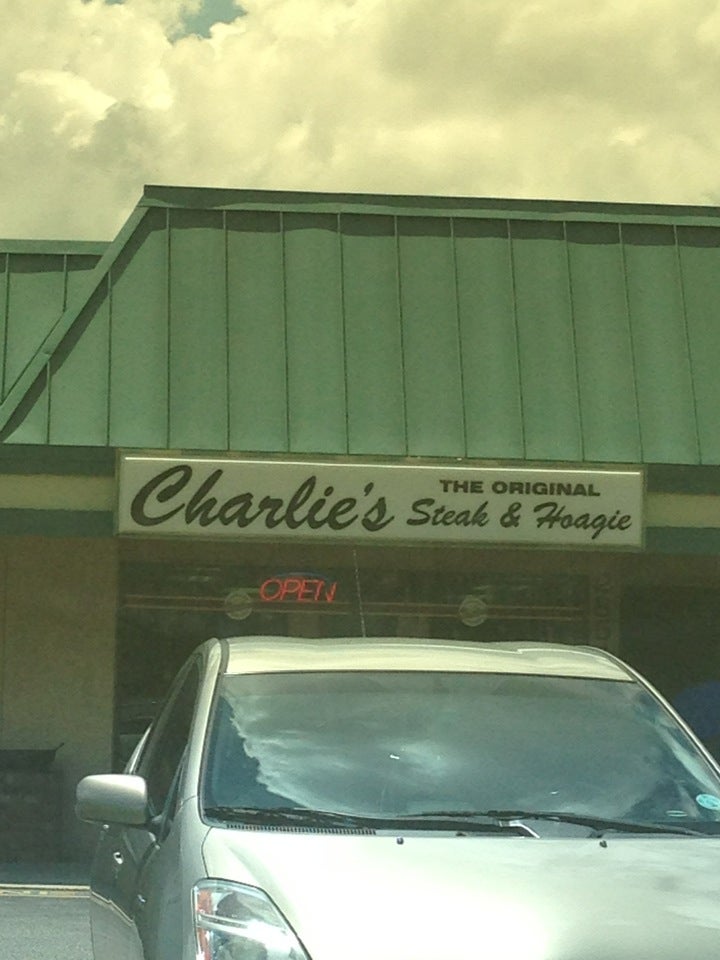 Charlie's
THE ORIGINAL
Steak & Hoagie
OPEN